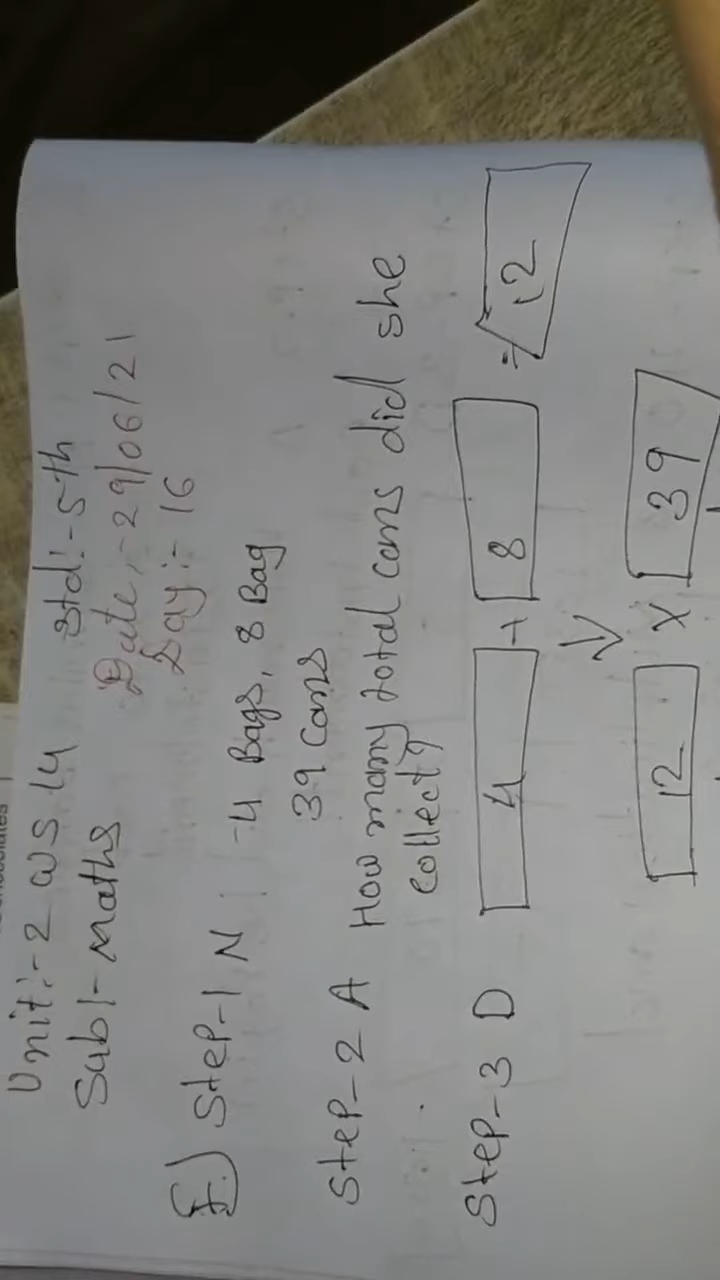 Unit:- 2 WS 14 Std:- 5th
Sub:- Maths Date:- 29/06/21
Day:- 16
F.) Step-1 N 4 Bags, 8 Bag
39 Cans
Step-2 A How many total cans did she
collect?
Step-3 D 4 + 8 = 12
12 x 39